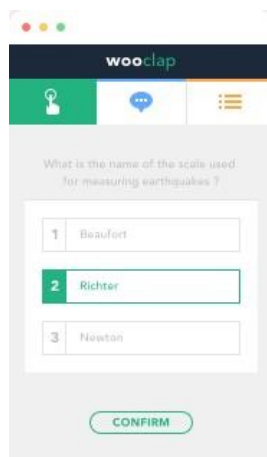 wooclap
What is the name of the scale used
for measuring earthquakes ?
1 Beaufort
2 Richter
3 Newton
CONFIRM